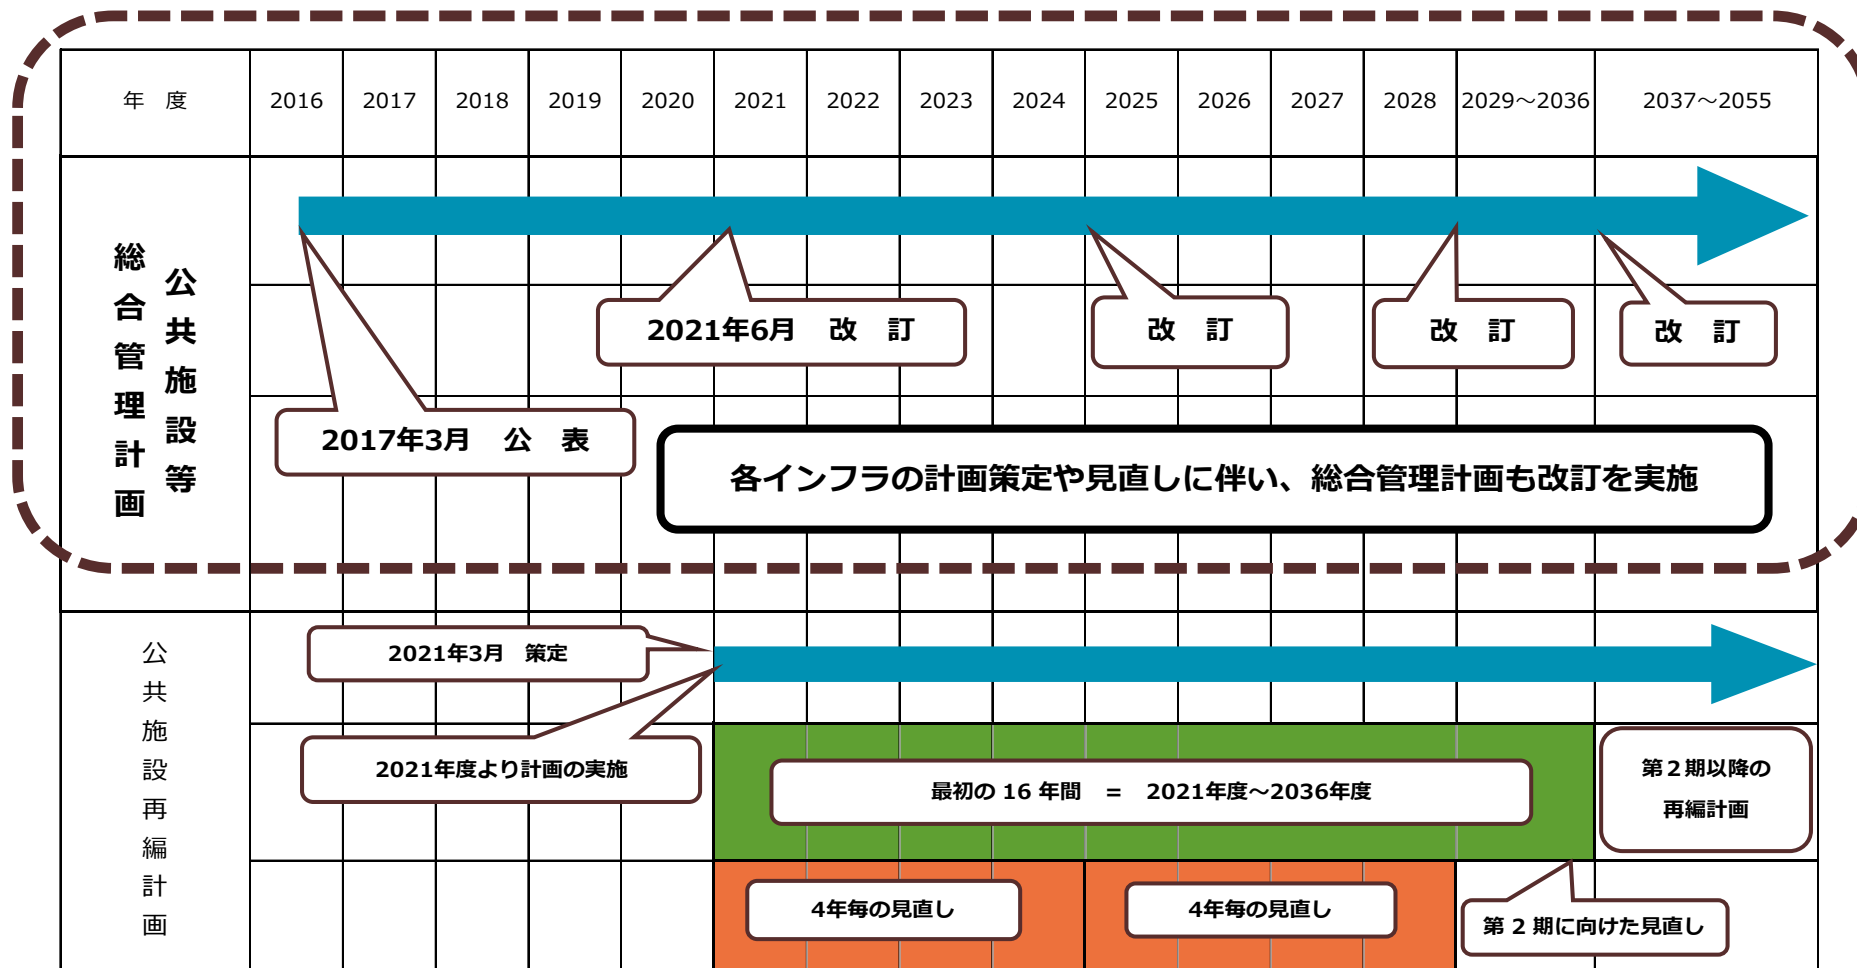 年 度 2016 2017 2018 2019 2020 2021 2022 2023 2024 2025 2026 2027 2028 2029～2036 2037～2055
公共施設等
総合管理計画
2021年6月 改 訂
改 訂
改 訂
改 訂
2017年3月 公 表
各インフラの計画策定や見直しに伴い、総合管理計画も改訂を実施
公共施設再編計画
2021年3月 策定
2021年度より計画の実施
最初の 16 年間 = 2021年度～2036年度
第２期以降の
再編計画
4年毎の見直し
4年毎の見直し
第 2 期に向けた見直し